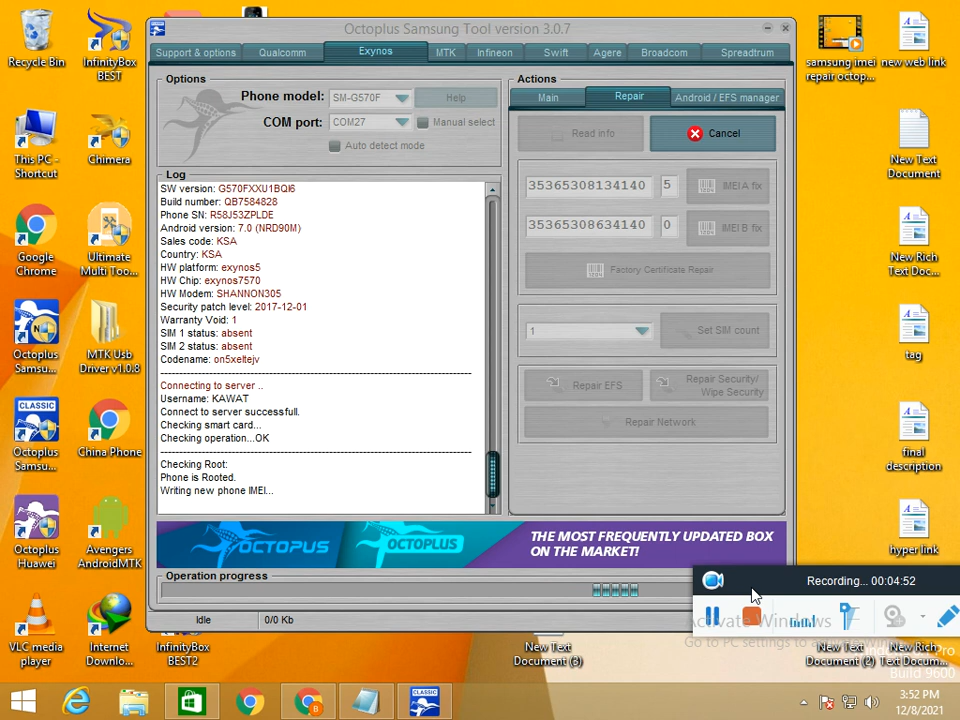 Octoplus Samsung Tool version 3.0.7
Support & options
Qualcomm
Exynos
MTK
Infineon
Swift
Agere
Broadcom
Spreadtrum
Options
Phone model:
SM-G570F
Help
COM port:
COM27
Manual select
Auto detect mode
Log
SW version: G570FXXU1BQI6
Build number: QB7584828
Phone SN: R58J53ZPLDE
Android version: 7.0 (NRD90M)
Sales code: KSA
Country: KSA
HW platform: exynos5
HW Chip: exynos7570
HW Modem: SHANNON305
Security patch level: 2017-12-01
Warranty Void: 1
SIM 1 status: absent
SIM 2 status: absent
Codename: on5xeltejv
Connecting to server ..
Username: KAWAT
Connect to server successfull.
Checking smart card...
Checking operation...OK
Checking Root:
Phone is Rooted.
Writing new phone IMEI...
Actions
Main
Repair
Android / EFS manager
Read info
Cancel
35365308134140
5
IMEI A fix
35365308634140
0
IMEI B fix
Factory Certificate Repair
1
Set SIM count
Repair EFS
Repair Security/
Wipe Security
Repair Network
OCTOPUS
OCTOPLUS
THE MOST FREQUENTLY UPDATED BOX
ON THE MARKET!
Operation progress
Idle
0/0 Kb
Recording... 00:04:52
Activate Windows
Go to PC settings to
Build 9600
Recycle Bin
InfinityBox
BEST
This PC -
Shortcut
Chimera
Google
Chrome
Ultimate
Multi Too...
Octoplus
Samsu...
MTK Usb
Driver v1.0.8
CLASSIC
Octoplus
Samsu...
China Phone
Octoplus
Huawei
Avengers
AndroidMTK
VLC media
player
Internet
Downlo...
InfinityBox
BEST2
New Text
Document (3)
New Text
Document (2)
New Rich
Text Docum...
samsung imei
repair octop...
new web link
New Text
Document
New Rich
Text Doc...
tag
final
description
hyper link
CLASSIC
3:52 PM
12/8/2021